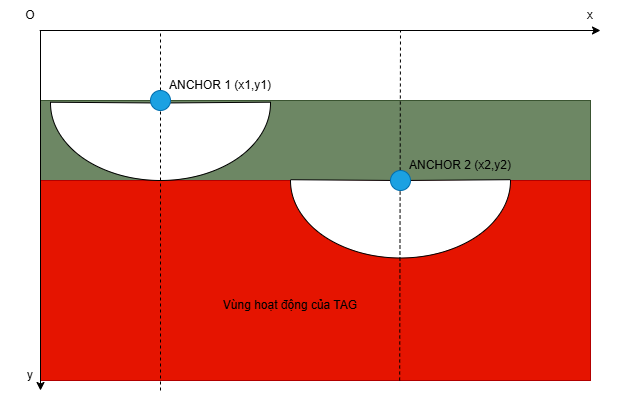 O
x
ANCHOR 1 (x1,y1)
ANCHOR 2 (x2,y2)
Vùng hoạt động của TAG
y